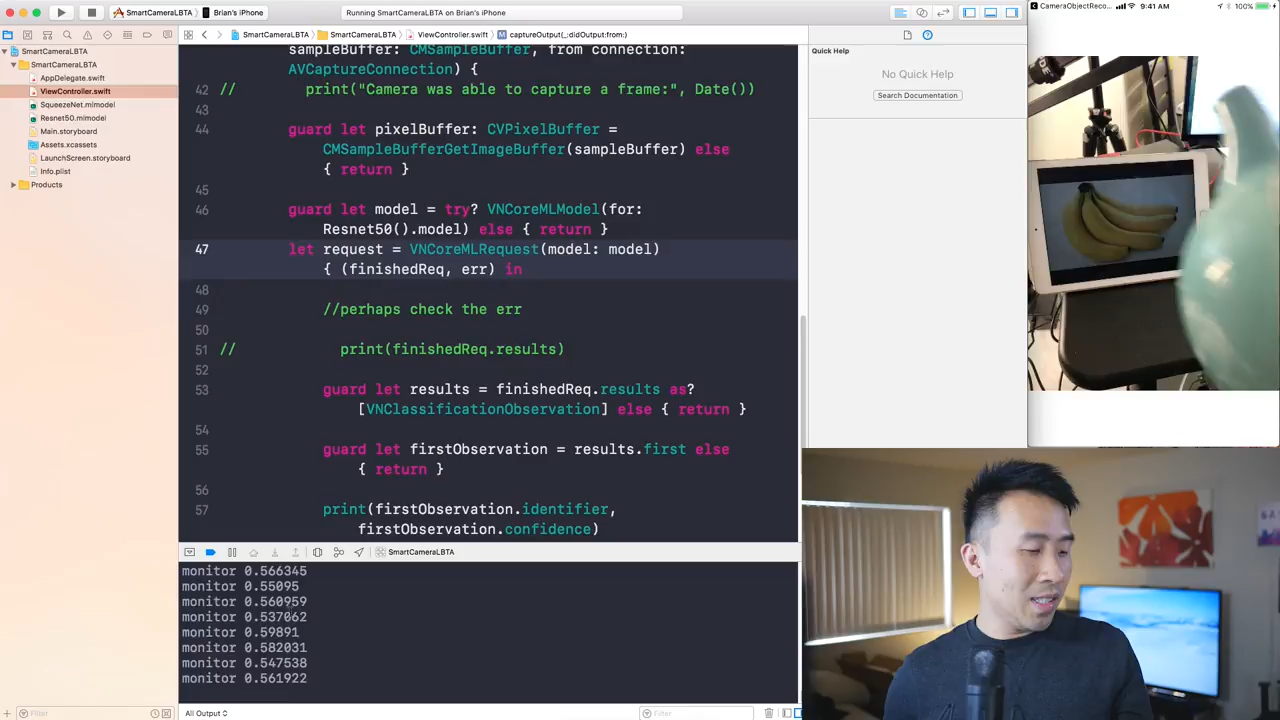 SmartCameraLBTA
Brian's iPhone
Running SmartCameraLBTA on Brian's iPhone
CameraObjectReco...
9:41 AM
100%
SmartCameraLBTA
SmartCameraLBTA
AppDelegate.swift
ViewController.swift
SqueezeNet.mlmodel
Resnet50.mlmodel
Main.storyboard
Assets.xcassets
LaunchScreen.storyboard
Info.plist
Products
Filter
SmartCameraLBTA
SmartCameraLBTA
ViewController.swift
captureOutput(_:didOutput:from:)
sampleBuffer: CMSampleBuffer, from connection:
AVCaptureConnection) {
42 // print("Camera was able to capture a frame:", Date())
43
44 guard let pixelBuffer: CVPixelBuffer =
CMSampleBufferGetImageBuffer(sampleBuffer) else
{ return }
45
46 guard let model = try? VNCoreMLModel(for:
Resnet50().model) else { return }
47 let request = VNCoreMLRequest(model: model)
{ (finishedReq, err) in
48
49 //perhaps check the err
50
51 // print(finishedReq.results)
52
53 guard let results = finishedReq.results as?
[VNClassificationObservation] else { return }
54
55 guard let firstObservation = results.first else
{ return }
56
57 print(firstObservation.identifier,
firstObservation.confidence)
SmartCameraLBTA
monitor 0.566345
monitor 0.55095
monitor 0.560959
monitor 0.537062
monitor 0.59891
monitor 0.582031
monitor 0.547538
monitor 0.561922
All Output
Filter
Quick Help
No Quick Help
Search Documentation